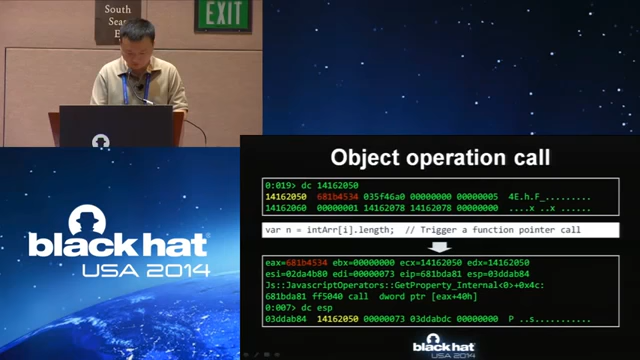 South
Seas
EXIT
Object operation call
0:019> dc 14162050
14162050  681b4534 035f46a0 00000000 00000005  4E.h.F_.........
14162060  00000001 14162078 14162078 00000000  ....x ..x ......
var n = intArr[i].length;  // Trigger a function pointer call
eax=681b4534 ebx=00000000 ecx=14162050 edx=14162050
esi=02da4b80 edi=00000073 eip=681bda81 esp=03ddab84
Js::JavascriptOperators::GetProperty_Internal<0>+0x4c:
681bda81 ff5040 call    dword ptr [eax+40h]
0:007> dc esp
03ddab84  14162050 00000073 03ddabdc 00000000  P ..s...........
black hat
USA 2014
black hat
USA 2014